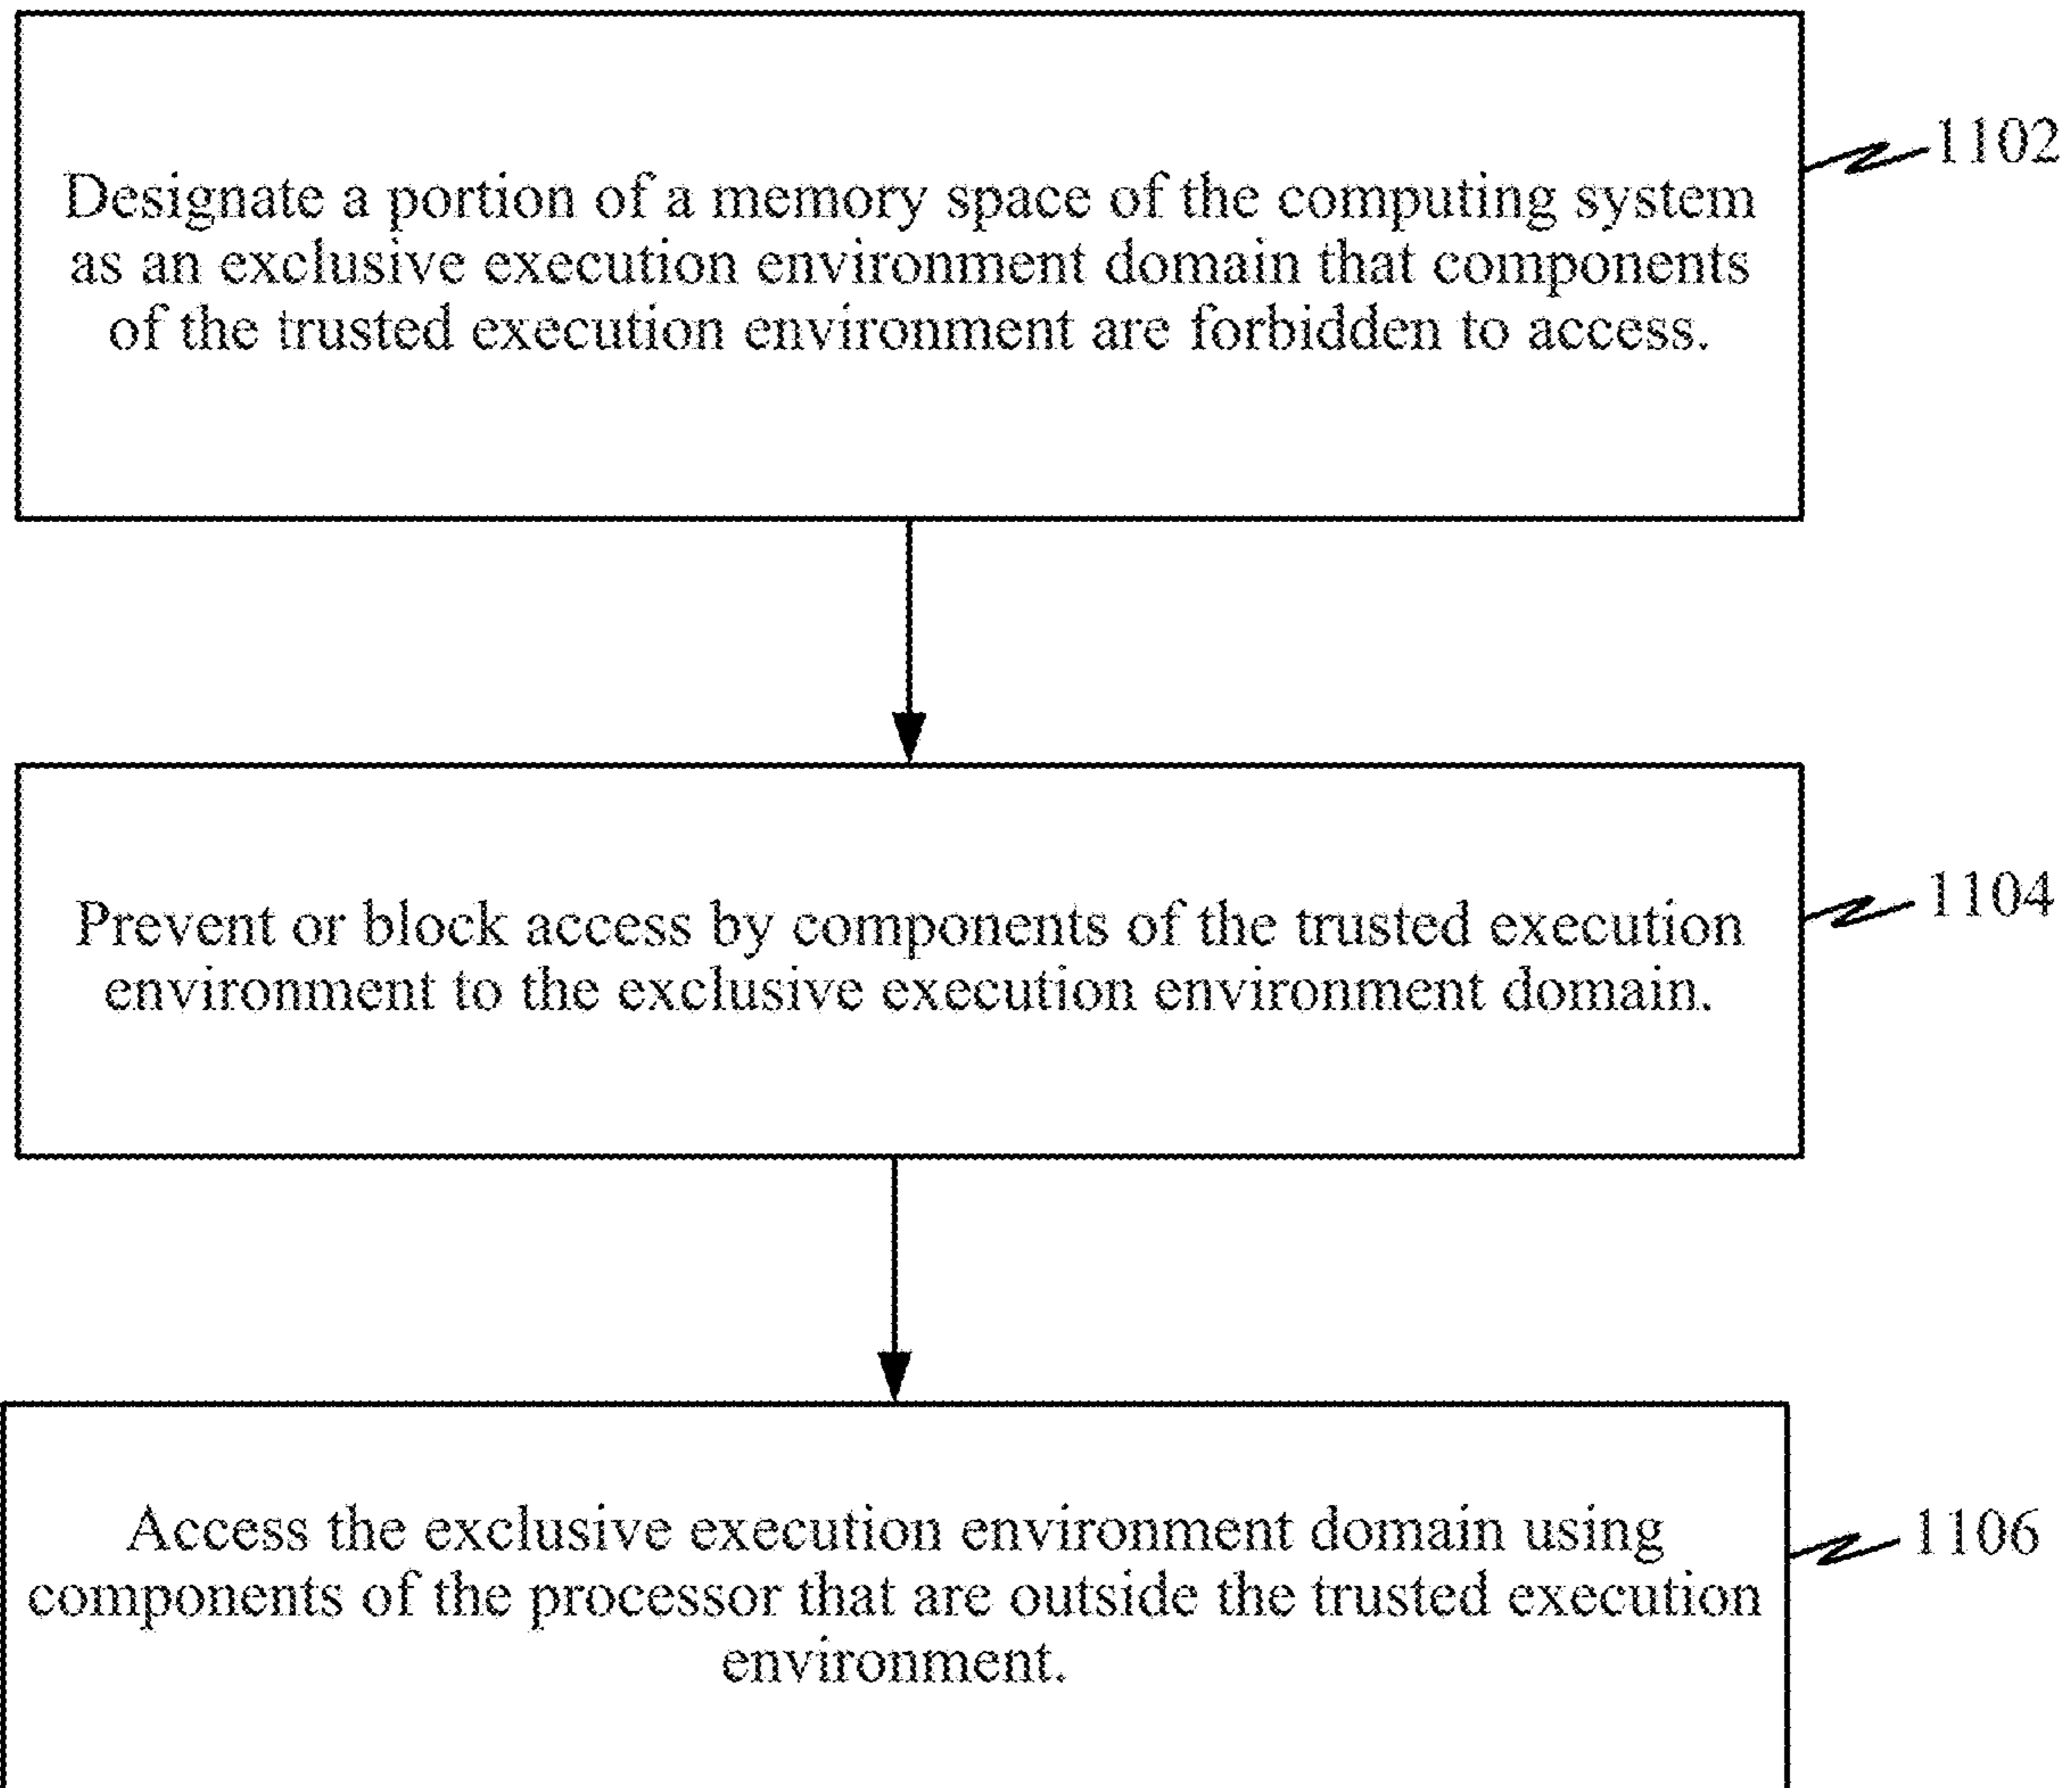 Designate a portion of a memory space of the computing system
as an exclusive execution environment domain that components
of the trusted execution environment are forbidden to access.
1102
Prevent or block access by components of the trusted execution
environment to the exclusive execution environment domain.
1104
Access the exclusive execution environment domain using
components of the processor that are outside the trusted execution
environment.
1106